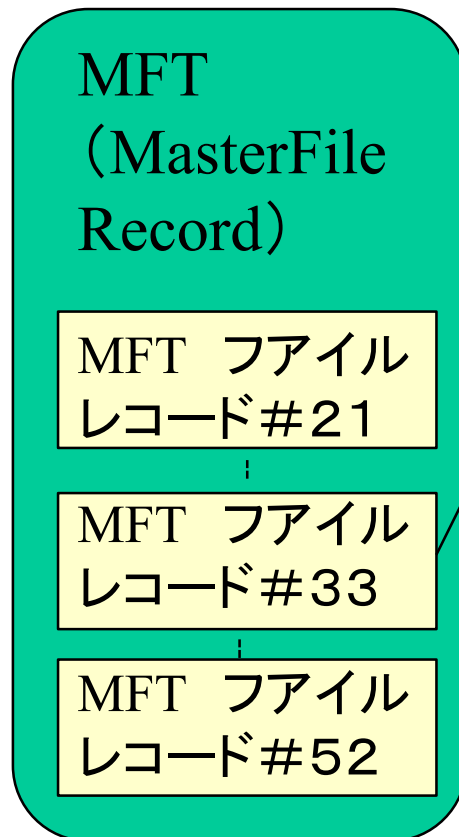 MFT
（MasterFile
Record）
MFT　フアイル
レコード＃２１
MFT　フアイル
レコード＃３３
MFT　フアイル
レコード＃５２